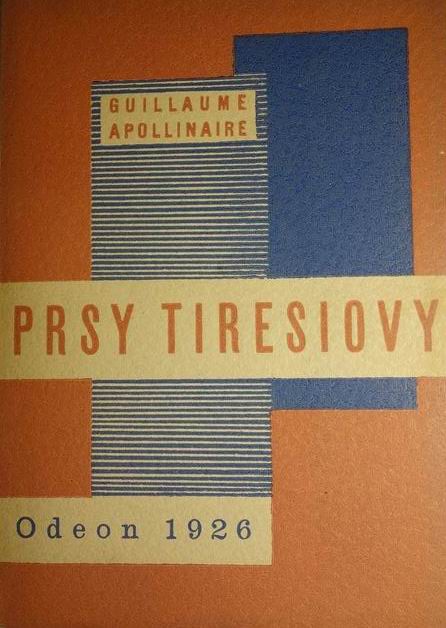 GUILLAUME
APOLLINAIRE
PRSY TIRESIOVY
Odeon 1926